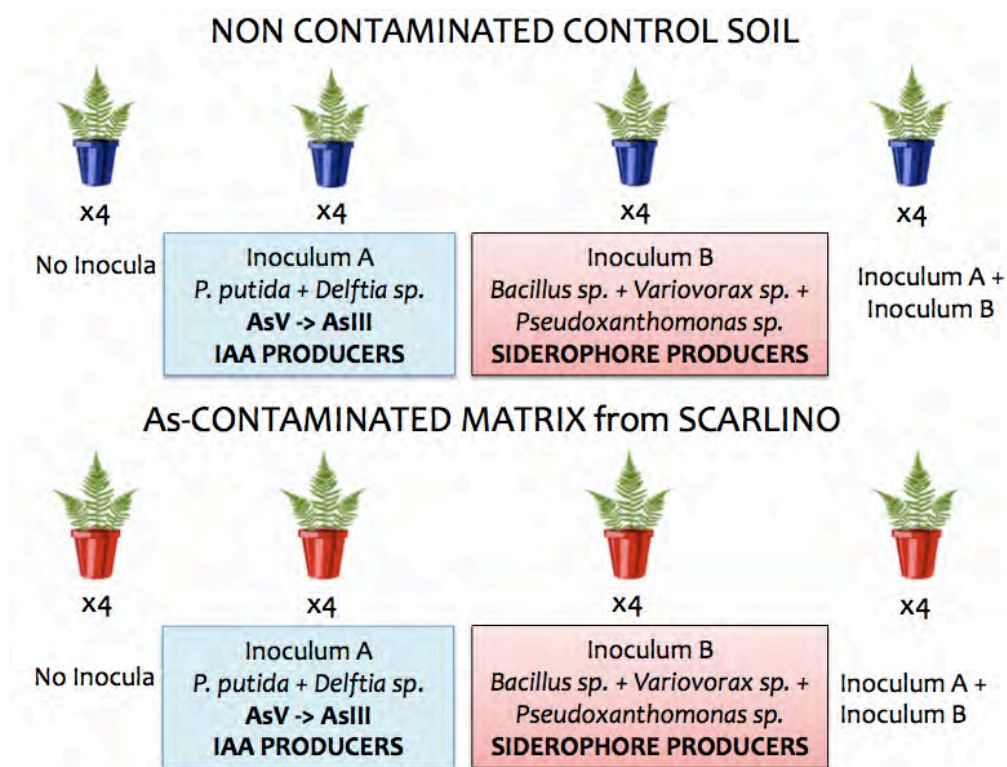 NON CONTAMINATED CONTROL SOIL
x4
x4
x4
x4
No Inocula
Inoculum A
P. putida + Delftia sp.
AsV -> AsIII
IAA PRODUCERS
Inoculum B
Bacillus sp. + Variovorax sp. +
Pseudoxanthomonas sp.
SIDEROPHORE PRODUCERS
Inoculum A +
Inoculum B
As-CONTAMINATED MATRIX from SCARLINO
x4
x4
x4
x4
No Inocula
Inoculum A
P. putida + Delftia sp.
AsV -> AsIII
IAA PRODUCERS
Inoculum B
Bacillus sp. + Variovorax sp. +
Pseudoxanthomonas sp.
SIDEROPHORE PRODUCERS
Inoculum A +
Inoculum B